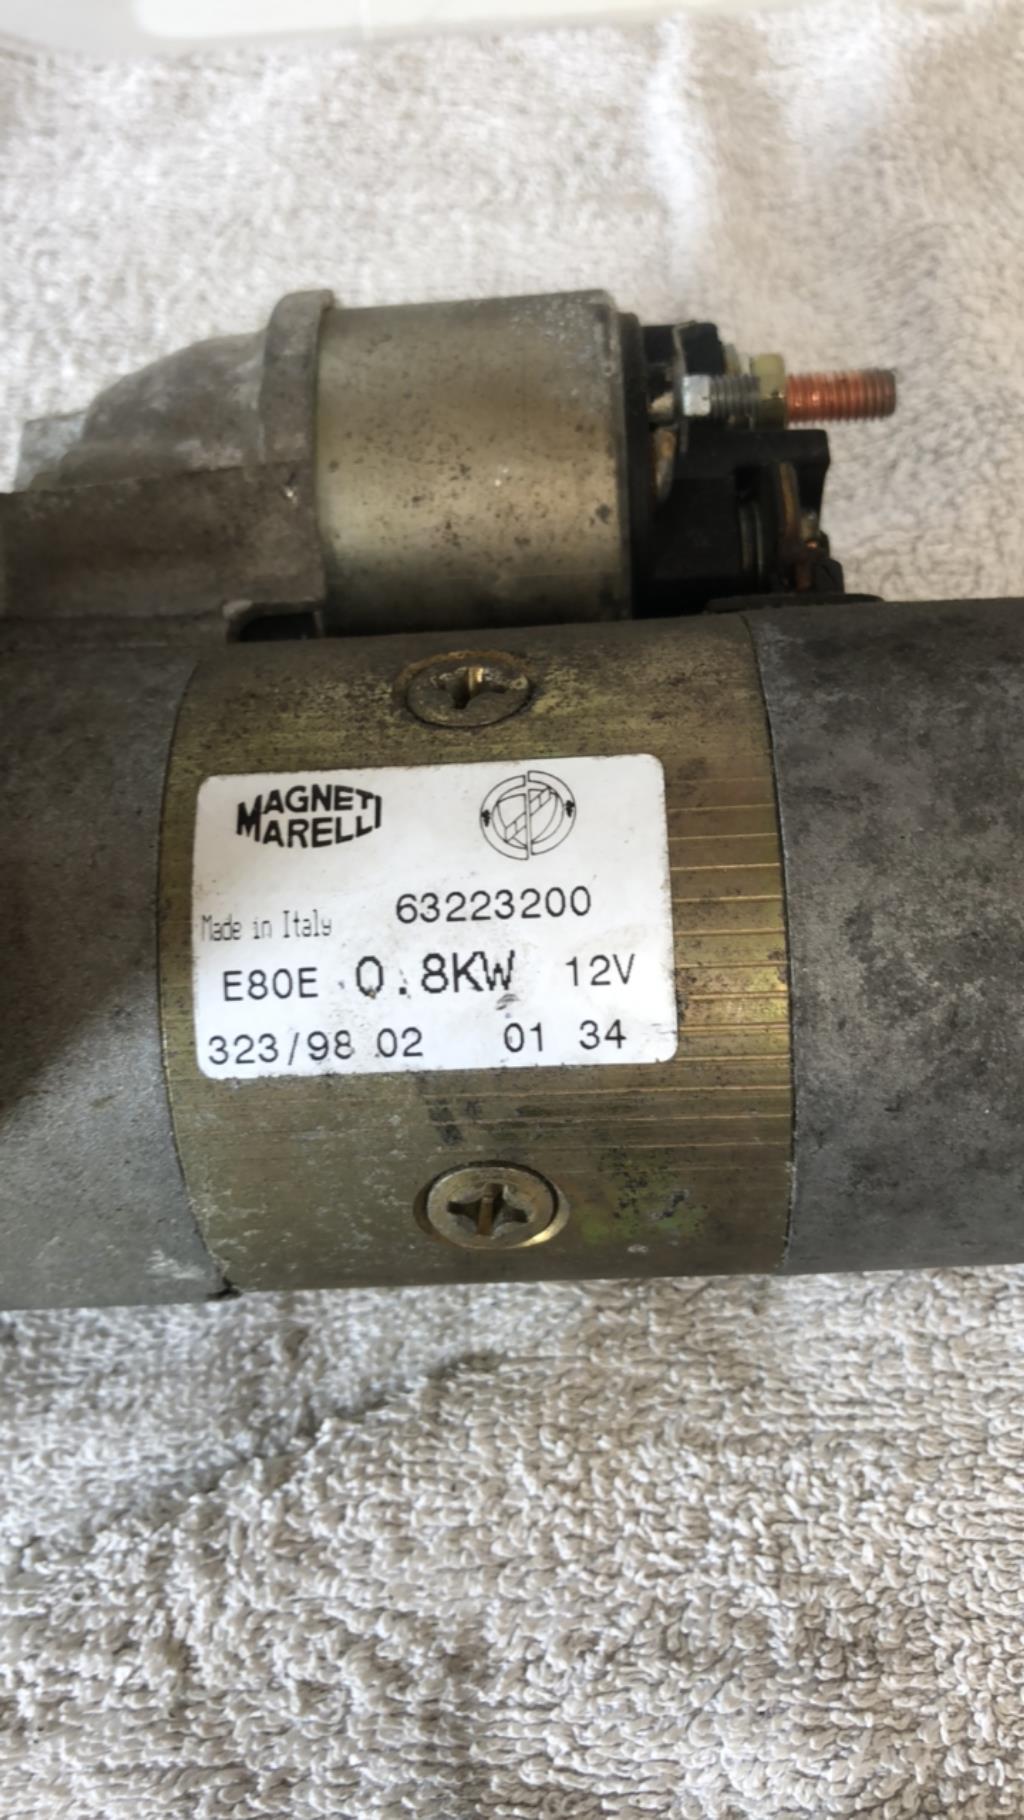 MAGNETI
MARELLI
63223200
Made in Italy
E80E 0.8KW 12V
323/98 02 01 34